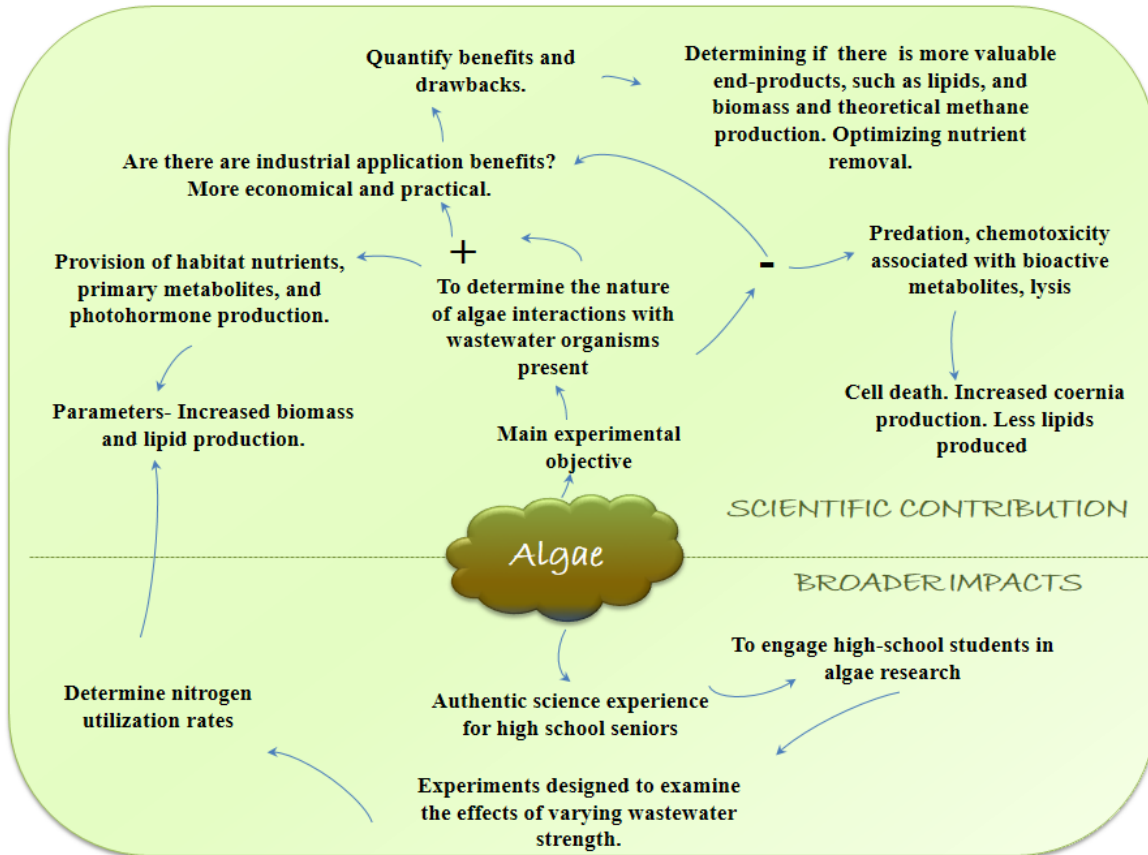 Quantify benefits and
drawbacks.
Determining if there is more valuable
end-products, such as lipids, and
biomass and theoretical methane
production. Optimizing nutrient
removal.
Are there are industrial application benefits?
More economical and practical.
+
-
Predation, chemotoxicity
associated with bioactive
metabolites, lysis
Provision of habitat nutrients,
primary metabolites, and
photohormone production.
To determine the nature
of algae interactions with
wastewater organisms
present
Cell death. Increased coernia
production. Less lipids
produced
Parameters- Increased biomass
and lipid production.
Main experimental
objective
SCIENTIFIC CONTRIBUTION
Algae
BROADER IMPACTS
To engage high-school students in
algae research
Determine nitrogen
utilization rates
Authentic science experience
for high school seniors
Experiments designed to examine
the effects of varying wastewater
strength.